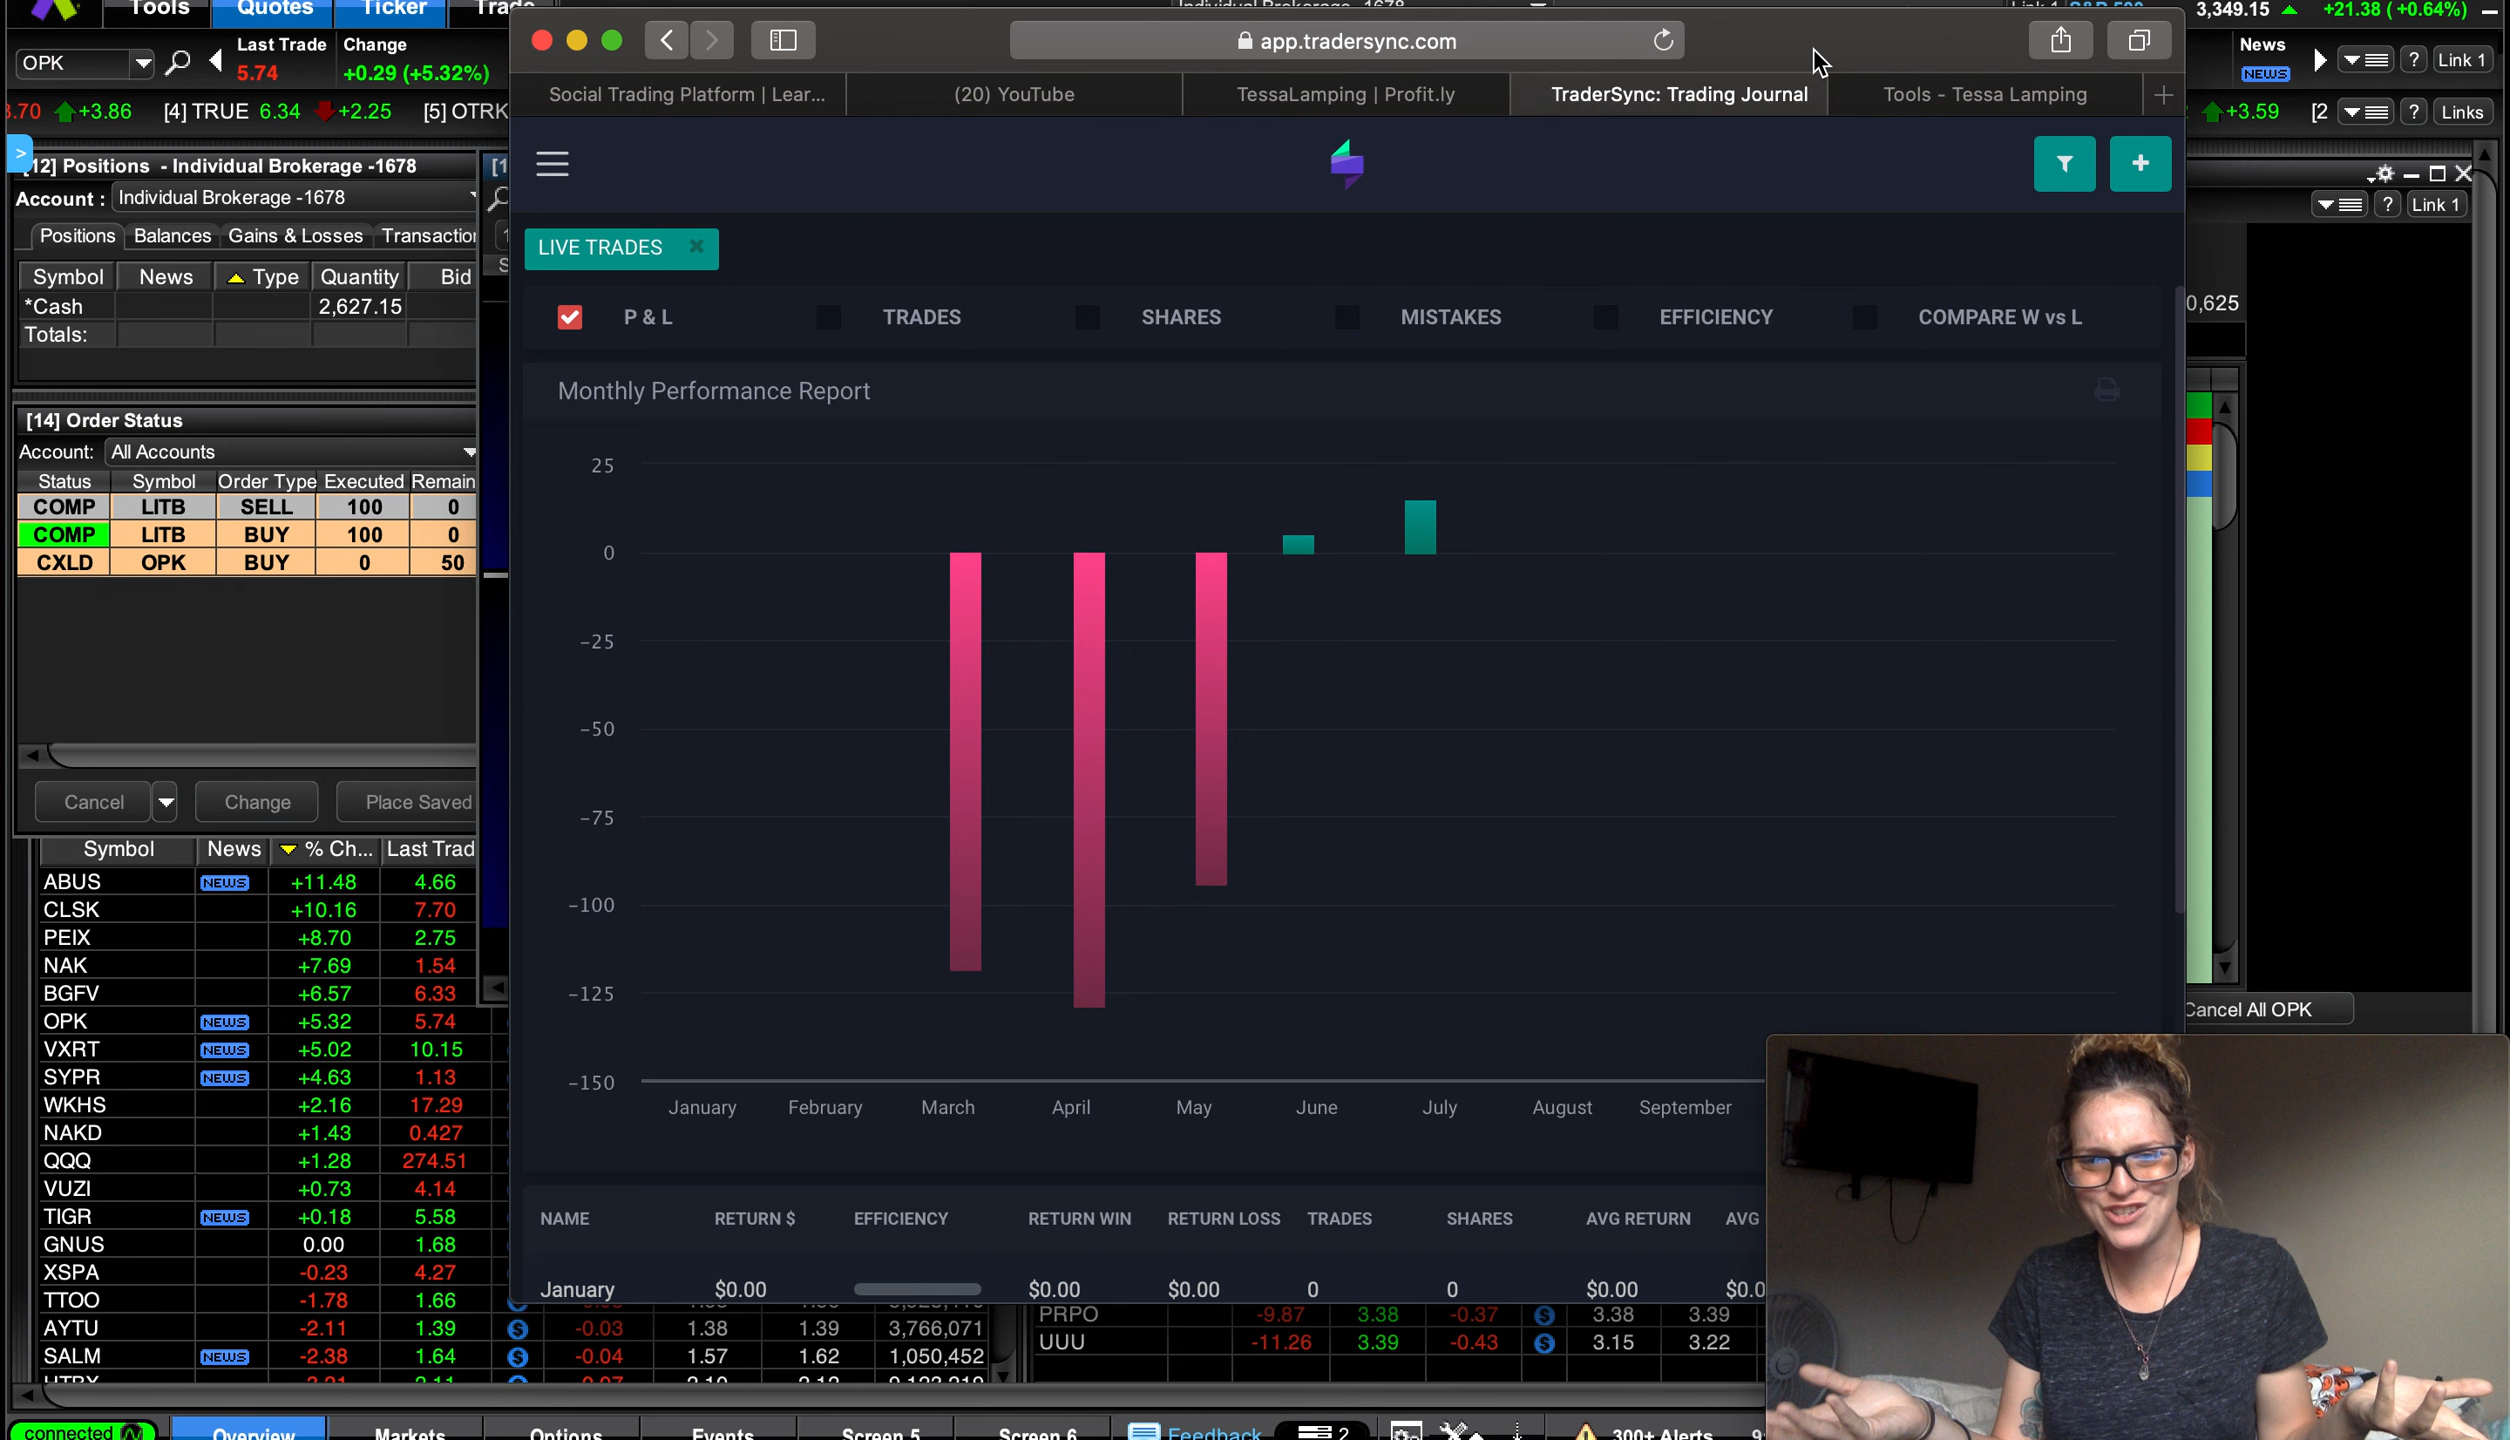 Tools Quotes Ticker Trade
3,349.15 +21.38 (+0.64%)
OPK
Last Trade
5.74
Change
+0.29 (+5.32%)
News
NEWS
? Link 1
app.tradersync.com
Social Trading Platform | Lear...
(20) YouTube
TessaLamping | Profit.ly
TraderSync: Trading Journal
Tools - Tessa Lamping
3.70 +3.86 [4] TRUE 6.34 +2.25 [5] OTRK
+3.59 [2 ? Links
12] Positions - Individual Brokerage -1678
Account : Individual Brokerage -1678
Positions Balances Gains & Losses Transaction
Symbol News Type Quantity Bid
*Cash 2,627.15
Totals:
? Link 1
0,625
[14] Order Status
Account: All Accounts
Status Symbol Order Type Executed Remain
COMP LITB SELL 100 0
COMP LITB BUY 100 0
CXLD OPK BUY 0 50
Cancel Change Place Saved
LIVE TRADES
P & L TRADES SHARES MISTAKES EFFICIENCY COMPARE W vs L
Monthly Performance Report
25
0
-25
-50
-75
-100
-125
-150
January February March April May June July August September
NAME RETURN $ EFFICIENCY RETURN WIN RETURN LOSS TRADES SHARES AVG RETURN AVG
January $0.00 $0.00 $0.00 0 0 $0.00 $0.0
Cancel All OPK
Symbol News % Ch... Last Trad
ABUS NEWS +11.48 4.66
CLSK +10.16 7.70
PEIX +8.70 2.75
NAK +7.69 1.54
BGFV +6.57 6.33
OPK NEWS +5.32 5.74
VXRT NEWS +5.02 10.15
SYPR NEWS +4.63 1.13
WKHS +2.16 17.29
NAKD +1.43 0.427
QQQ +1.28 274.51
VUZI +0.73 4.14
TIGR NEWS +0.18 5.58
GNUS 0.00 1.68
XSPA -0.23 4.27
TTOO -1.78 1.66
AYTU -2.11 1.39 -0.03 1.38 1.39 3,766,071
SALM NEWS -2.38 1.64 -0.04 1.57 1.62 1,050,452
PRPO -9.87 3.38 -0.37 3.38 3.39
UUU -11.26 3.39 -0.43 3.15 3.22
connected Overview Markets Options Events Screen 5 Screen 6 Feedback 2 300+ Alerts